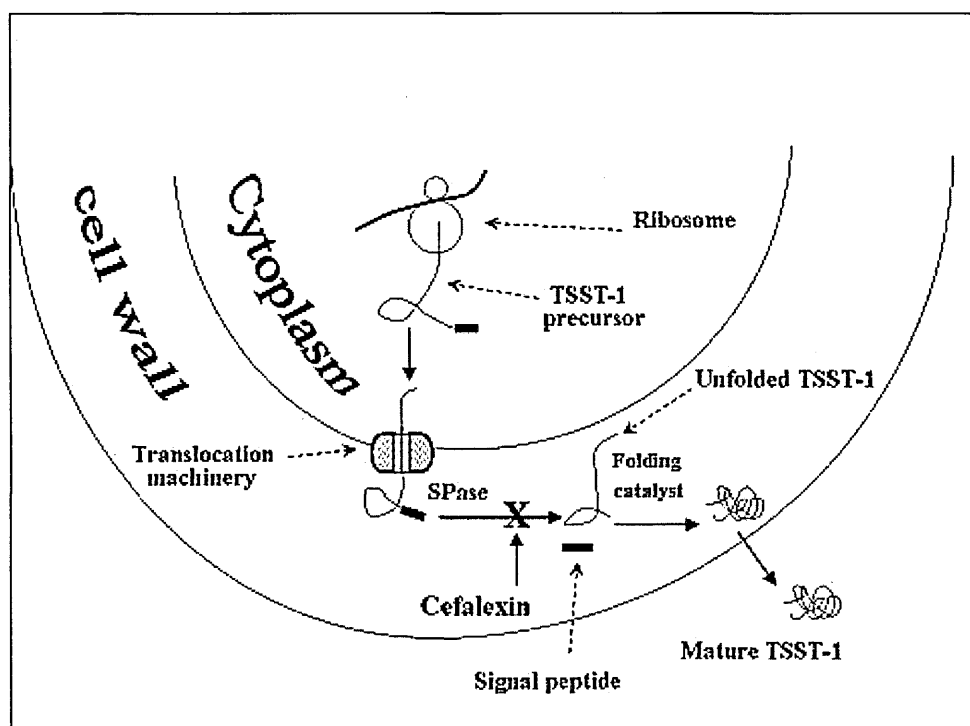 cell wall
Cytoplasm
Ribosome
TSST-1
precursor
Unfolded TSST-1
Translocation
machinery
SPase
Folding
catalyst
X
Cefalexin
Signal peptide
Mature TSST-1